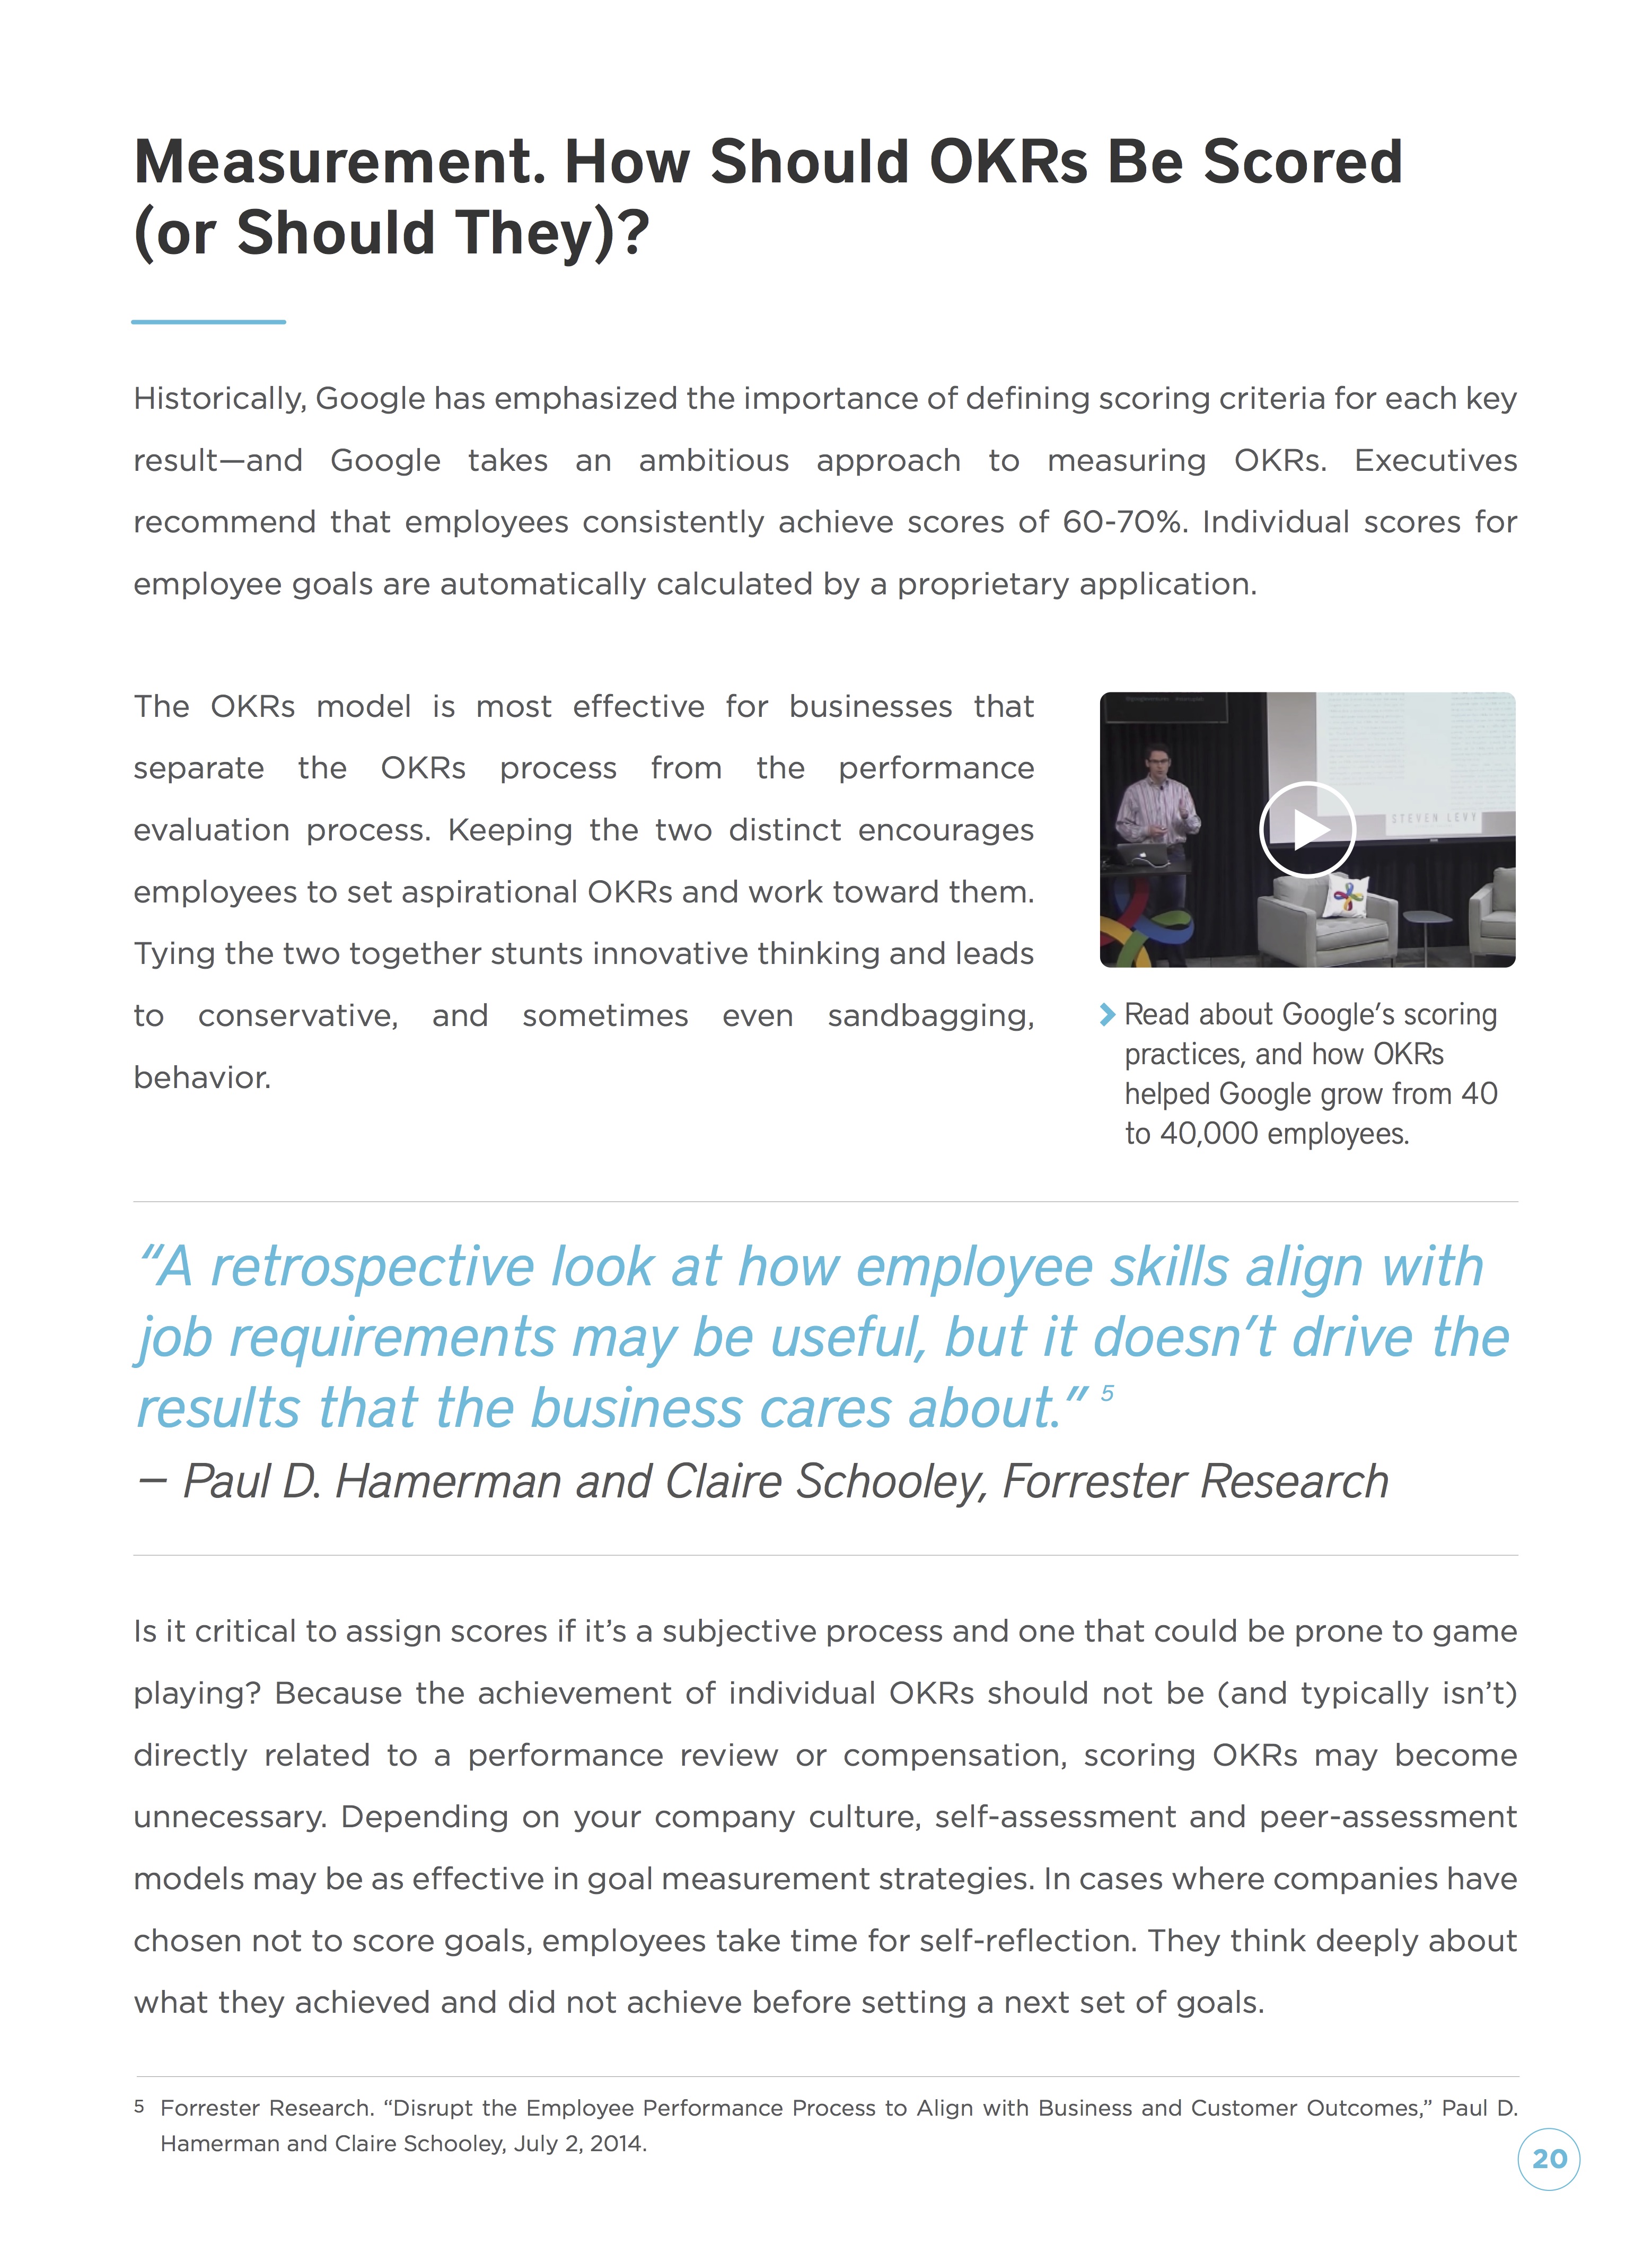 Measurement. How Should OKRs Be Scored
(or Should They)?
Historically, Google has emphasized the importance of defining scoring criteria for each key
result—and Google takes an ambitious approach to measuring OKRs. Executives
recommend that employees consistently achieve scores of 60-70%. Individual scores for
employee goals are automatically calculated by a proprietary application.
The OKRs model is most effective for businesses that
separate the OKRs process from the performance
evaluation process. Keeping the two distinct encourages
employees to set aspirational OKRs and work toward them.
Tying the two together stunts innovative thinking and leads
to conservative, and sometimes even sandbagging,
behavior.
STEVEN LEVY
Read about Google’s scoring
practices, and how OKRs
helped Google grow from 40
to 40,000 employees.
“A retrospective look at how employee skills align with
job requirements may be useful, but it doesn’t drive the
results that the business cares about.” 5
– Paul D. Hamerman and Claire Schooley, Forrester Research
Is it critical to assign scores if it’s a subjective process and one that could be prone to game
playing? Because the achievement of individual OKRs should not be (and typically isn’t)
directly related to a performance review or compensation, scoring OKRs may become
unnecessary. Depending on your company culture, self-assessment and peer-assessment
models may be as effective in goal measurement strategies. In cases where companies have
chosen not to score goals, employees take time for self-reflection. They think deeply about
what they achieved and did not achieve before setting a next set of goals.
5 Forrester Research. “Disrupt the Employee Performance Process to Align with Business and Customer Outcomes,” Paul D.
Hamerman and Claire Schooley, July 2, 2014.
20